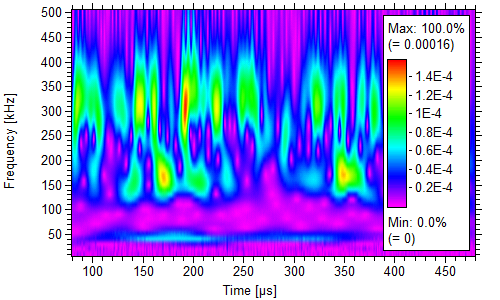 500
450
400
350
300
250
200
150
100
50
Frequency [kHz]
Max: 100.0%
(= 0.00016)
1.4E-4
1.2E-4
1E-4
0.8E-4
0.6E-4
0.4E-4
0.2E-4
Min: 0.0%
(= 0)
100 150 200 250 300 350 400 450
Time [µs]